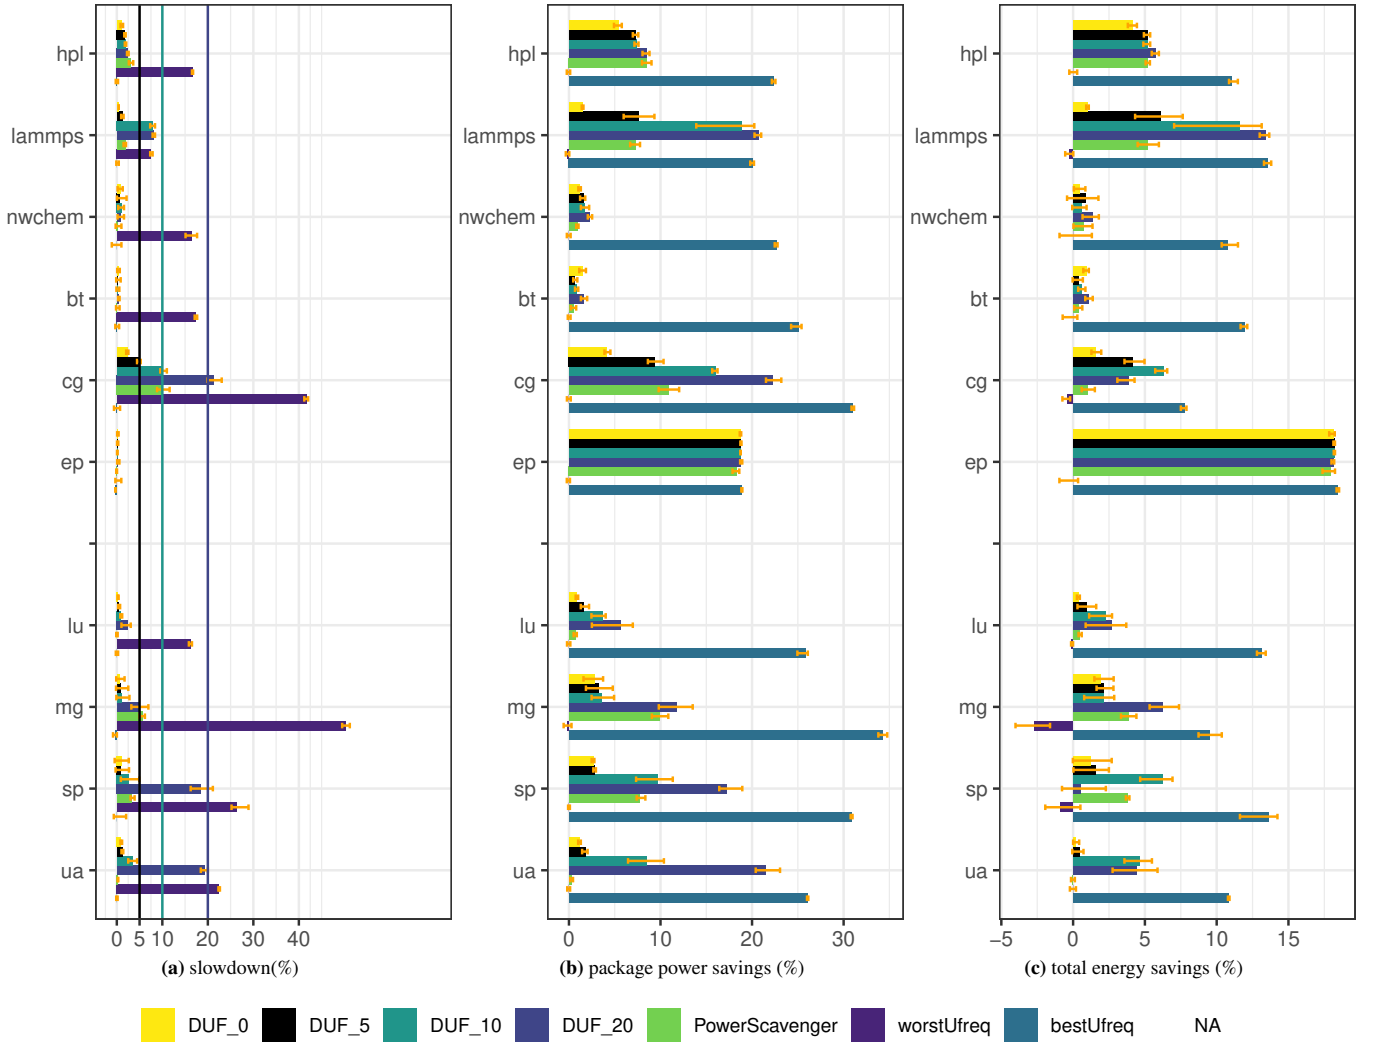 hpl
lammps
nwchem
bt
cg
ep
lu
mg
sp
ua
0 5 10 20 30 40
(a) slowdown(%)
hpl
lammps
nwchem
bt
cg
ep
lu
mg
sp
ua
0 10 20 30
(b) package power savings (%)
hpl
lammps
nwchem
bt
cg
ep
lu
mg
sp
ua
−5 0 5 10 15
(c) total energy savings (%)
DUF_0 DUF_5 DUF_10 DUF_20 PowerScavenger worstUfreq bestUfreq NA